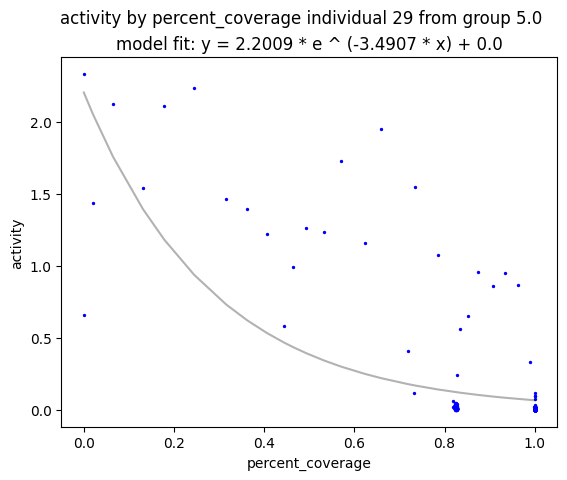 activity by percent_coverage individual 29 from group 5.0
model fit: y = 2.2009 * e ^ (-3.4907 * x) + 0.0
2.0
1.5
1.0
0.5
0.0
activity
0.0 0.2 0.4 0.6 0.8 1.0
percent_coverage